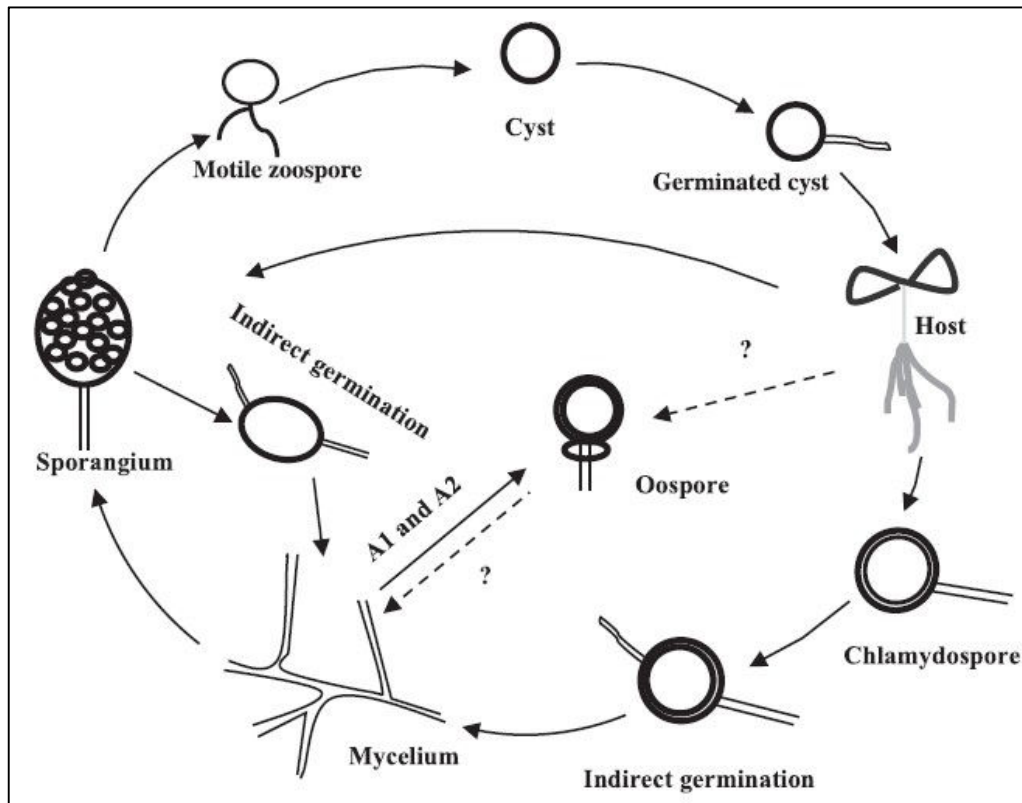 Cyst
Motile zoospore
Germinated cyst
Host
?
Indirect germination
Sporangium
Oospore
A1 and A2
?
Chlamydospore
Mycelium
Indirect germination